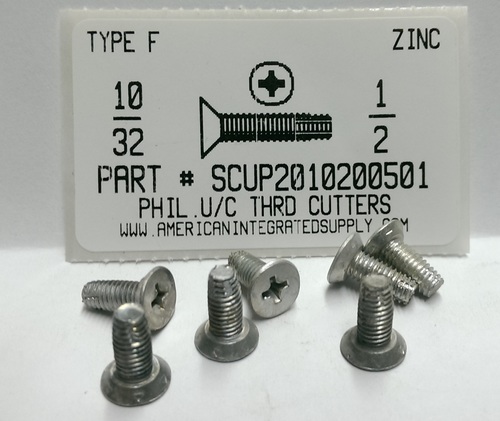 TYPE F ZINC
10
32
1
2
PART # SCUP2010200501
PHIL.U/C THRD CUTTERS
WWW.AMERICANINTEGRATEDSUPPLY.COM